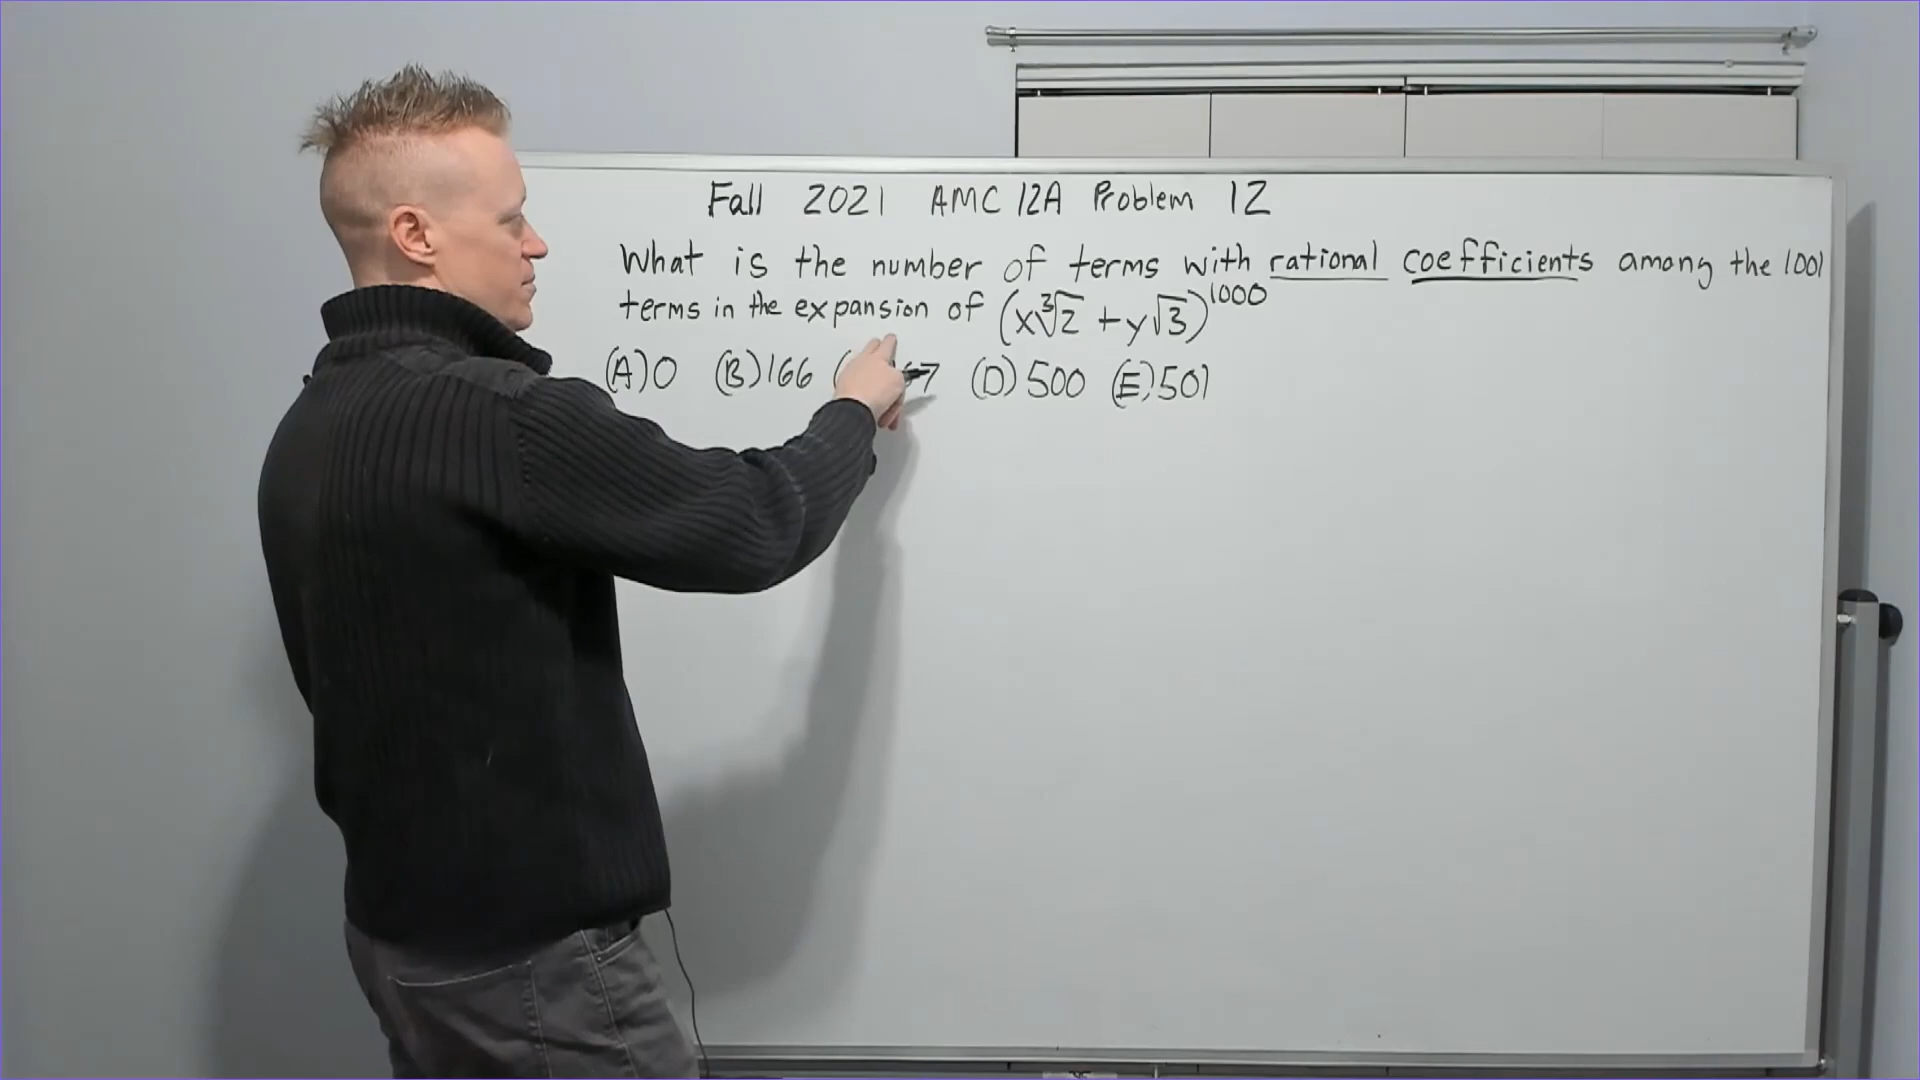 Fall 2021 AMC 12A Problem 12
What is the number of terms with rational coefficients among the 1001
terms in the expansion of (x∛2 + y√3)^1000
(A) 0 (B) 166 67 (D) 500 (E) 501